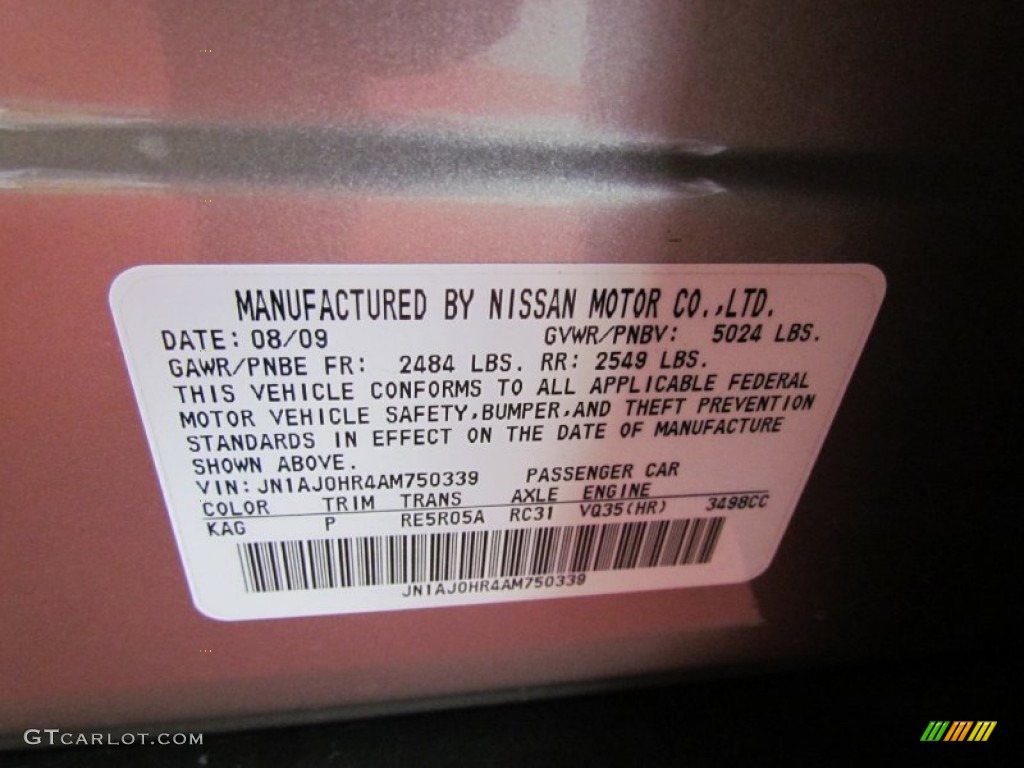 MANUFACTURED BY NISSAN MOTOR CO.,LTD.
DATE: 08/09 GVWR/PNBV: 5024 LBS.
GAWR/PNBE FR: 2484 LBS. RR: 2549 LBS.
THIS VEHICLE CONFORMS TO ALL APPLICABLE FEDERAL
MOTOR VEHICLE SAFETY,BUMPER,AND THEFT PREVENTION
STANDARDS IN EFFECT ON THE DATE OF MANUFACTURE
SHOWN ABOVE.
VIN: JN1AJ0HR4AM750339 PASSENGER CAR
COLOR TRIM TRANS AXLE ENGINE
KAG P RE5R05A RC31 VQ35(HR) 3498CC
JN1AJ0HR4AM750339
GTCARLOT.COM